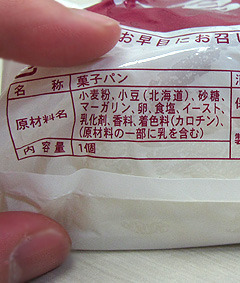 お早目にお召し
名 称 菓子パン
原材料名 小麦粉、小豆(北海道)、砂糖、
マーガリン、卵、食塩、イースト、
乳化剤、香料、着色料(カロチン)、
(原材料の一部に乳を含む)
内容量 1個